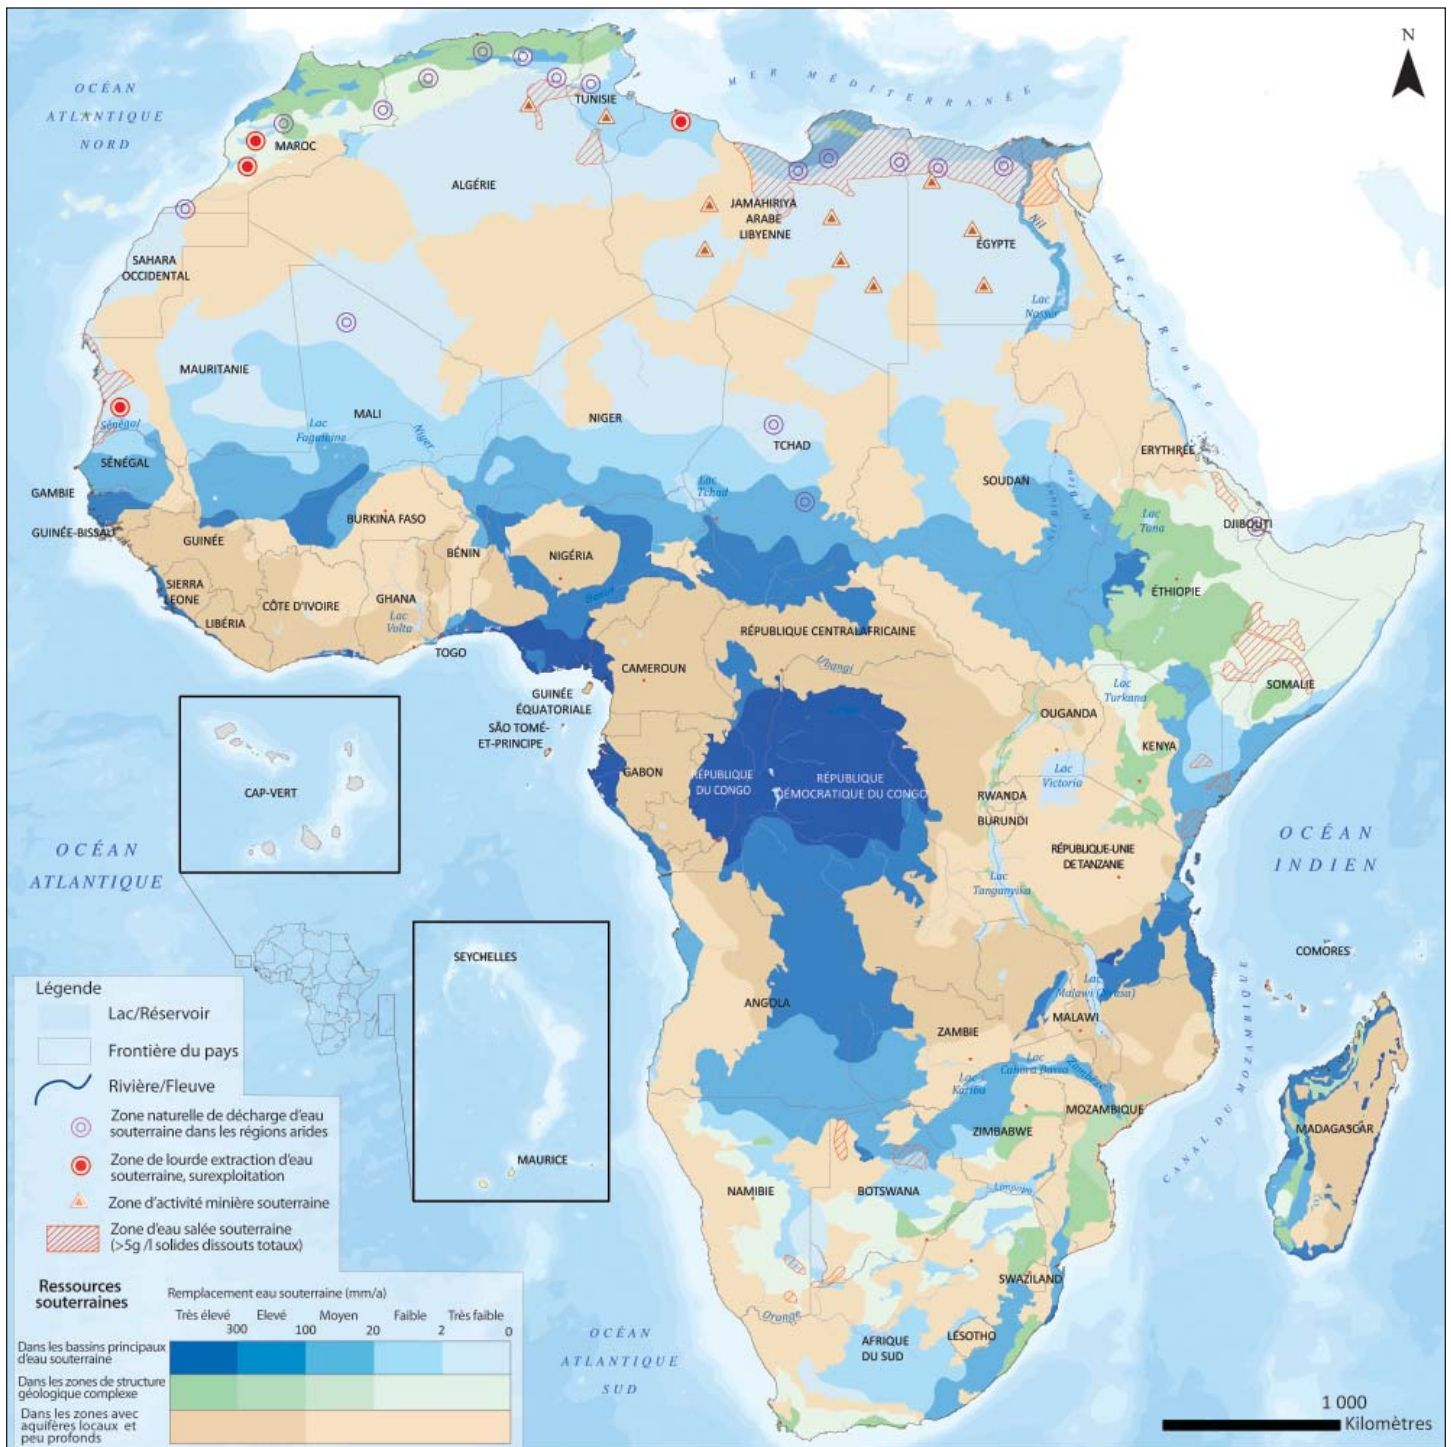 N
OCÉAN
ATLANTIQUE
NORD
MER MÉDITERRANÉE
TUNISIE
MAROC
ALGÉRIE
JAMAHIRIYA
ARABE
LIBYENNE
Nil
ÉGYPTE
SAHARA
OCCIDENTAL
Lac
Nasser
Mer Rouge
MAURITANIE
MALI
NIGER
TCHAD
Sénégal
Lac
Faguibine
Niger
ERYTHRÉE
SÉNÉGAL
SOUDAN
Lac
Tchad
GAMBIE
BURKINA FASO
Nil Bleu
Lac
Tana
DJIBOUTI
GUINÉE-BISSAU
GUINÉE
BÉNIN
NIGÉRIA
SIERRA
LEONE
CÔTE D'IVOIRE
GHANA
Benue
ÉTHIOPIE
LIBÉRIA
Lac
Volta
TOGO
RÉPUBLIQUE CENTRALAFRICAINE
CAMEROUN
Ubangi
SOMALIE
Lac
Turkana
GUINÉE
ÉQUATORIALE
SÃO TOMÉ-
ET-PRINCIPE
OUGANDA
KENYA
GABON
RÉPUBLIQUE
DU CONGO
RÉPUBLIQUE
DÉMOCRATIQUE DU CONGO
Lac
Victoria
CAP-VERT
RWANDA
BURUNDI
OCÉAN
INDIEN
OCÉAN
ATLANTIQUE
RÉPUBLIQUE-UNIE
DE TANZANIE
Lac
Tanganyika
SEYCHELLES
COMORES
Lac
Malawi (Nyasa)
ANGOLA
MALAWI
ZAMBIE
Lac
Cahora Bassa
Zambèze
Lac
Kariba
CANAL DU MOZAMBIQUE
MOZAMBIQUE
MADAGASCAR
ZIMBABWE
MAURICE
NAMIBIE
BOTSWANA
Limpopo
SWAZILAND
Orange
LÉSOTHO
AFRIQUE
DU SUD
OCÉAN
ATLANTIQUE
SUD
Légende
Lac/Réservoir
Frontière du pays
Rivière/Fleuve
Zone naturelle de décharge d'eau
souterraine dans les régions arides
Zone de lourde extraction d'eau
souterraine, surexploitation
Zone d'activité minière souterraine
Zone d'eau salée souterraine
(>5g /l solides dissouts totaux)
Ressources
souterraines
Remplacement eau souterraine (mm/a)
Très élevé Elevé Moyen Faible Très faible
300 100 20 2 0
Dans les bassins principaux
d'eau souterraine
Dans les zones de structure
géologique complexe
Dans les zones avec
aquifères locaux et
peu profonds
1 000
Kilomètres